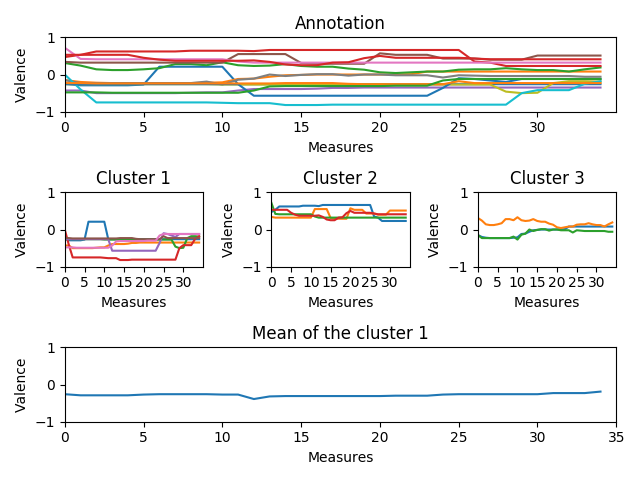 Annotation
1
0
−1
Valence
0 5 10 15 20 25 30
Measures
Cluster 1 Cluster 2 Cluster 3
1 1 1
0 0 0
−1 −1 −1
Valence Valence Valence
0 5 10 15 20 25 30 0 5 10 15 20 25 30 0 5 10 15 20 25 30
Measures Measures Measures
Mean of the cluster 1
1
0
−1
Valence
0 5 10 15 20 25 30 35
Measures